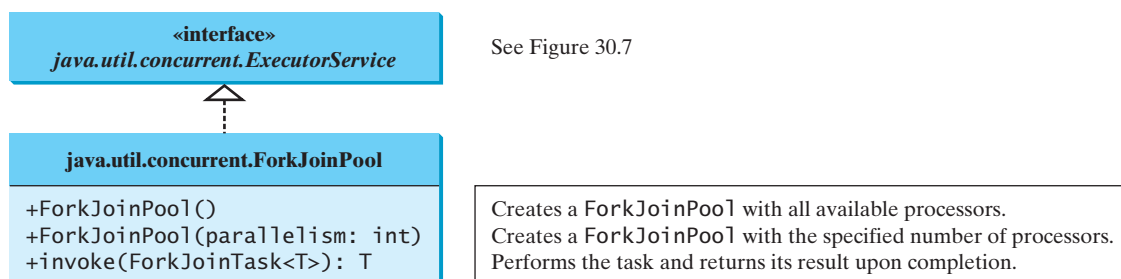 «interface»
java.util.concurrent.ExecutorService
See Figure 30.7
java.util.concurrent.ForkJoinPool
+ForkJoinPool()
+ForkJoinPool(parallelism: int)
+invoke(ForkJoinTask<T>): T
Creates a ForkJoinPool with all available processors.
Creates a ForkJoinPool with the specified number of processors.
Performs the task and returns its result upon completion.